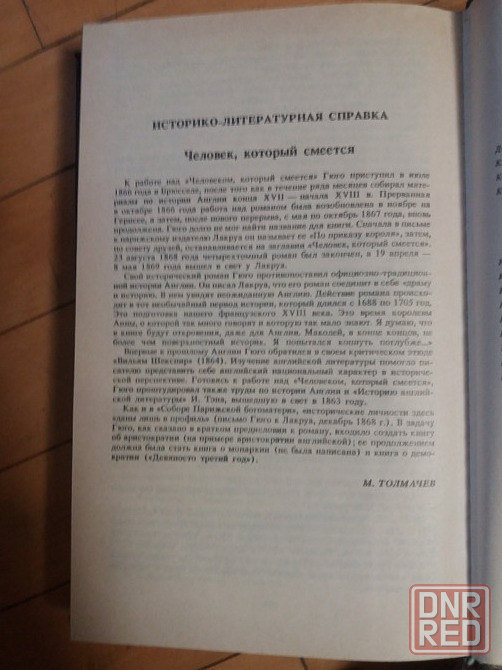 ИСТОРИКО-ЛИТЕРАТУРНАЯ СПРАВКА
Человек, который смеется
К работе над «Человеком, который смеется» Гюго приступил в июле
1866 года в Брюсселе, после того как в течение ряда месяцев собирал мате-
риалы по истории Англии конца XVII — начала XVIII в. Прерванная
в октябре 1866 года работа над романом была возобновлена в ноябре на
Гернсее, а затем, после нового перерыва, с мая по октябрь 1867 года, вновь
продолжена. Гюго долго не мог найти название для книги. Сначала в письме
к парижскому издателю Лакруа он называет ее «По приказу короля», затем,
по совету друзей, останавливается на заглавии «Человек, который смеется».
23 августа 1868 года четырехтомный роман был закончен, в 19 апреля —
8 мая 1869 года вышел в свет у Лакруа.
Свой исторический роман Гюго противопоставил официозно-традицион-
ной истории Англии. Он писал Лакруа, что его роман соединит в себе «драму
и историю. В нем увидят неожиданную Англию. Действие романа происхо-
дит в тот необычайный период истории, который длился с 1688 по 1705 год.
Это подготовка нашего французского XVIII века. Это время королевы
Анны, о которой так много говорят и которую так мало знают. Я думаю, что
в книге будут откровения, даже для Англии. Маколей, в конце концов, не
более чем поверхностный историк. Я попытался копнуть поглубже...»
Впервые к прошлому Англии Гюго обратился в своем критическом этюде
«Вильям Шекспир» (1864). Изучение английской литературы помогло пи-
сателю представить себе английский национальный характер в историче-
ской перспективе. Готовясь к работе над «Человеком, который смеется»,
Гюго проштудировал также труды по истории Англии и «Историю англий-
ской литературы» И. Тэна, вышедшую в свет в 1863 году.
Как и в «Соборе Парижской богоматери», «исторические личности здесь
даны лишь в профиль» (письмо Гюго к Лакруа, декабрь 1868 г.). В задачу
Гюго, как сказано в кратком предисловии к роману, входило создать книгу
об аристократии (на примере аристократии английской); ее продолжением
должна была стать книга о монархии (не была написана) и книга о демо-
кратии («Девяносто третий год»).
М. ТОЛМАЧЕВ
DNR
RED